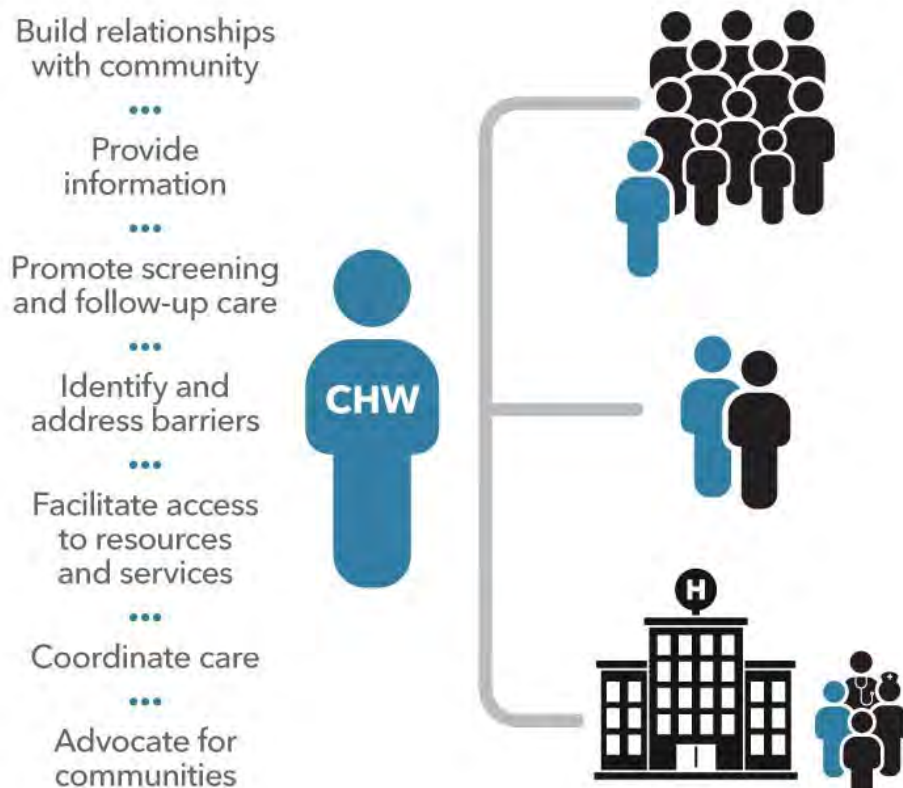 Build relationships
with community
Provide
information
Promote screening
and follow-up care
Identify and
address barriers
Facilitate access
to resources
and services
Coordinate care
Advocate for
communities
CHW
H